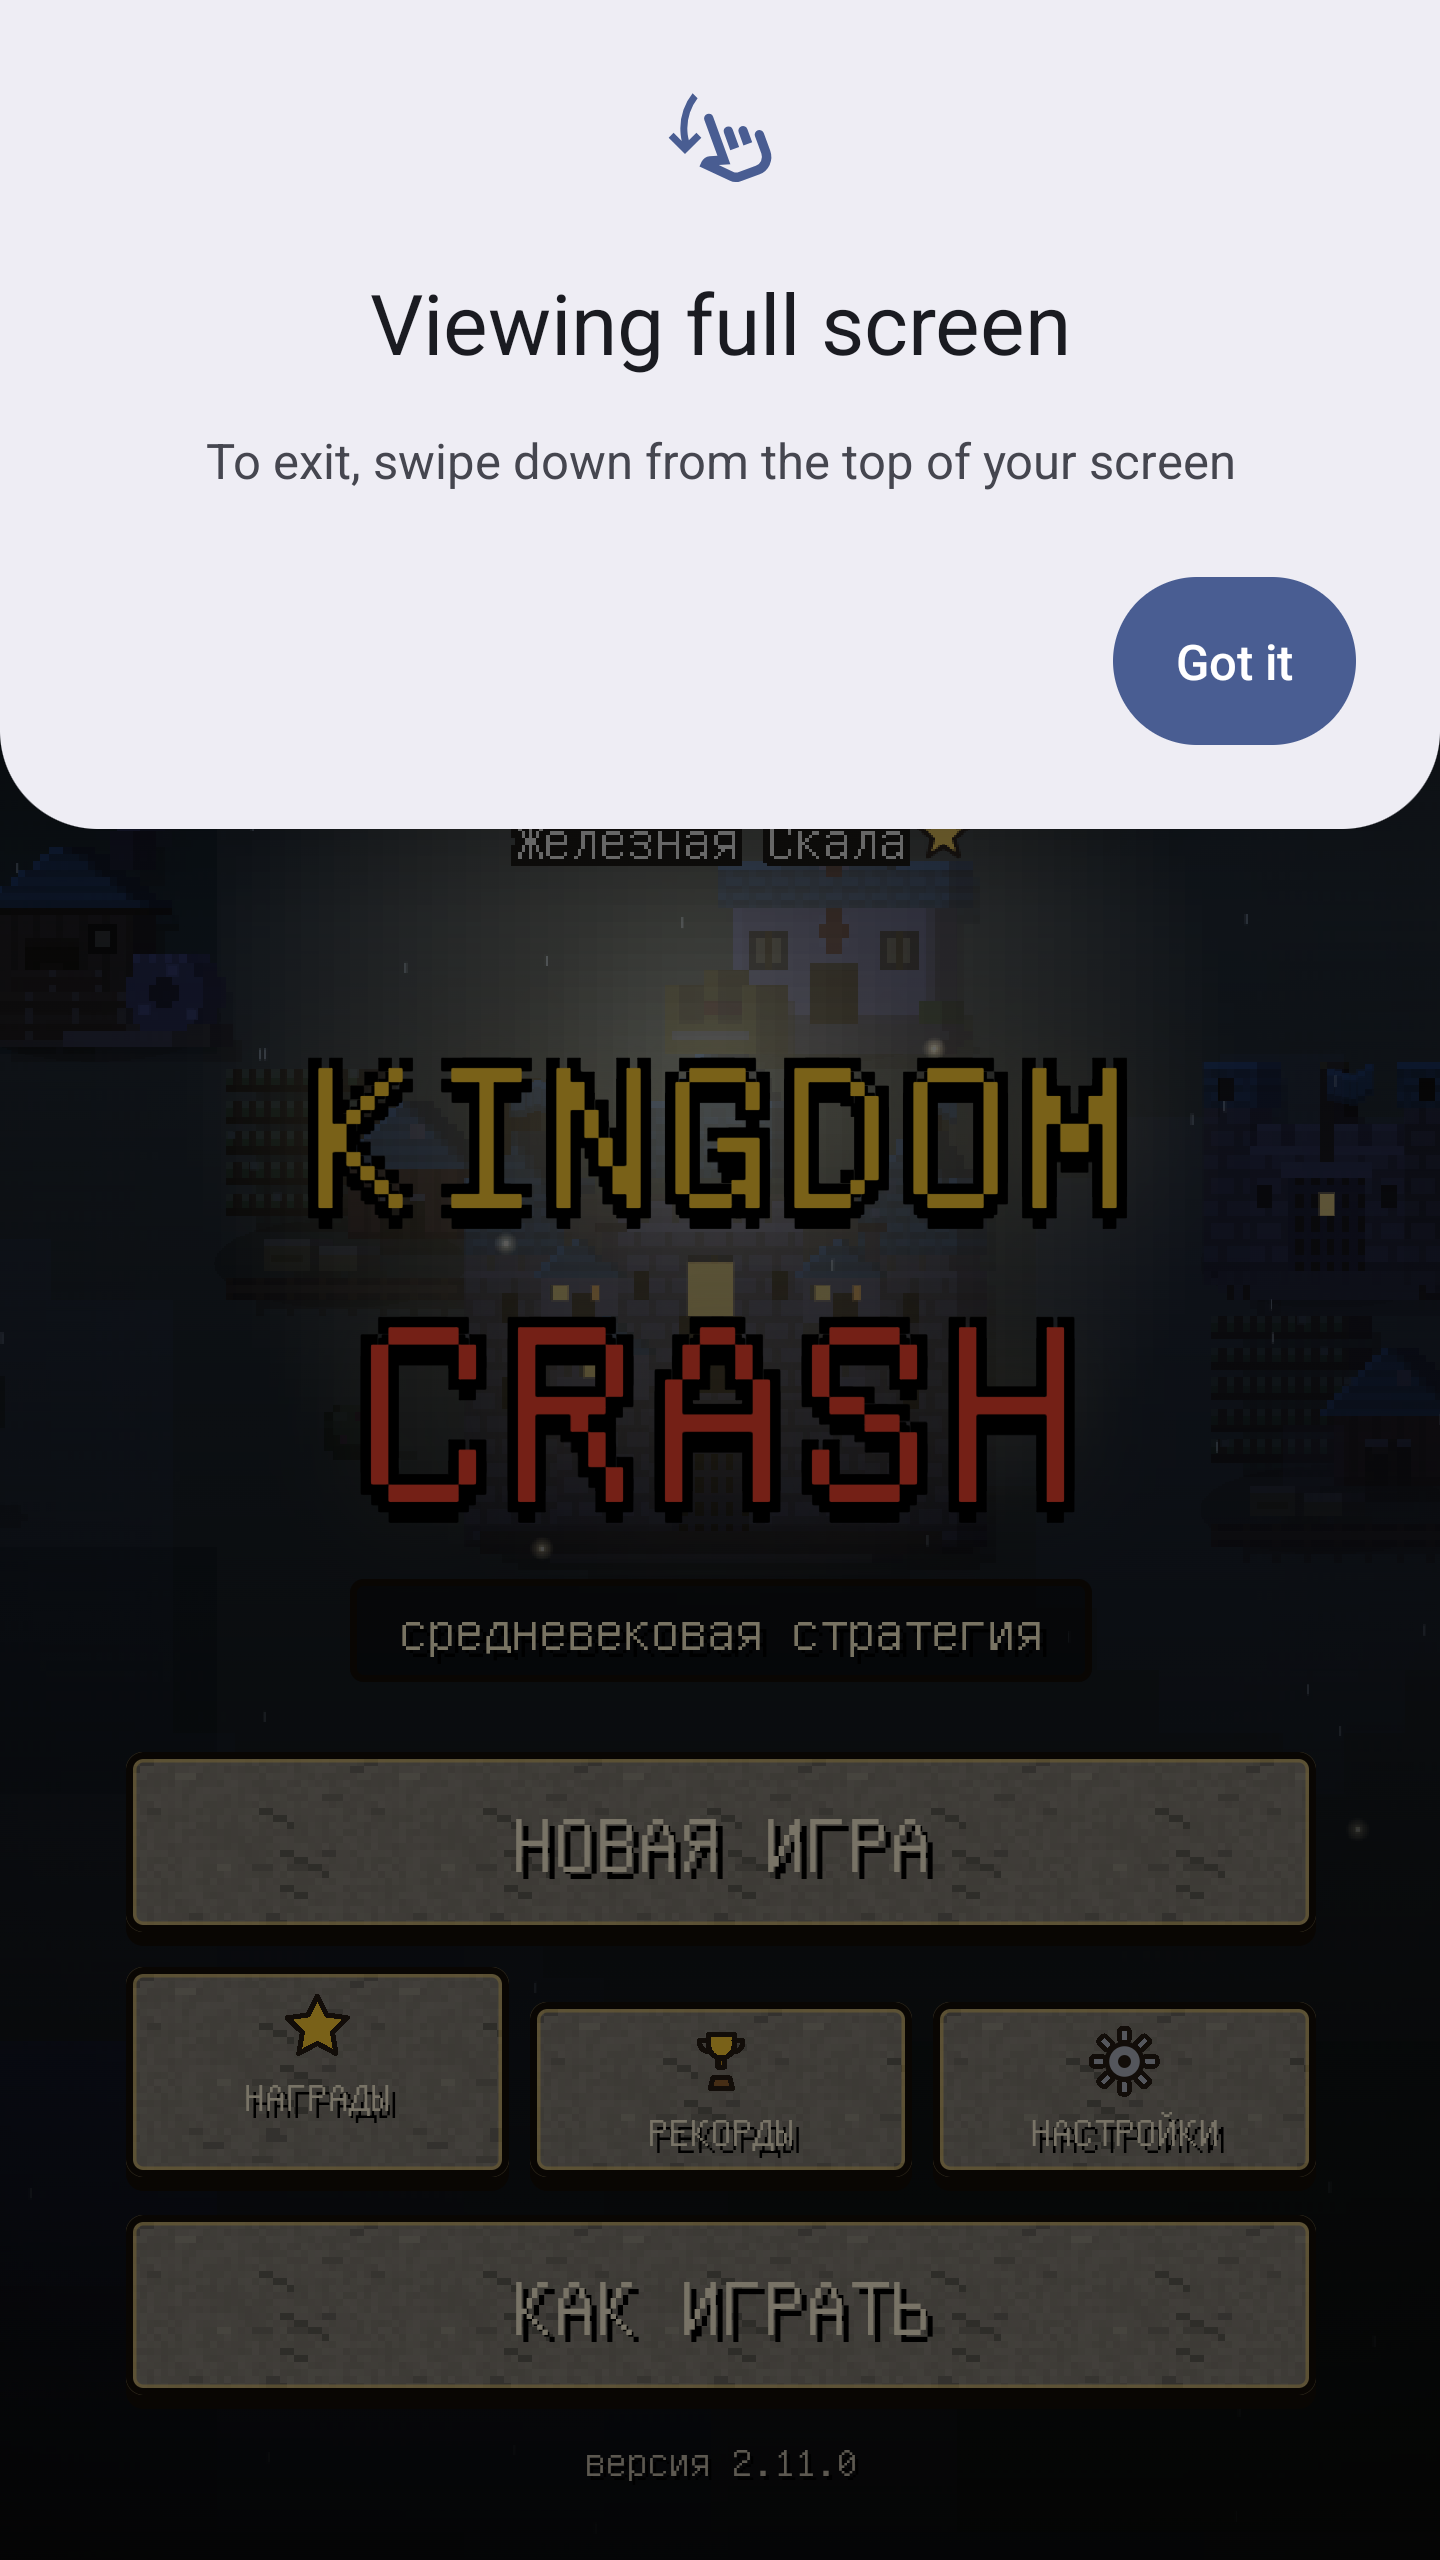 Viewing full screen
To exit, swipe down from the top of your screen
Got it
Железная Скала
KINGDOM
CRASH
средневековая стратегия
НОВАЯ ИГРА
НАГРАДЫ
РЕКОРДЫ
НАСТРОЙКИ
КАК ИГРАТЬ
версия 2.11.0